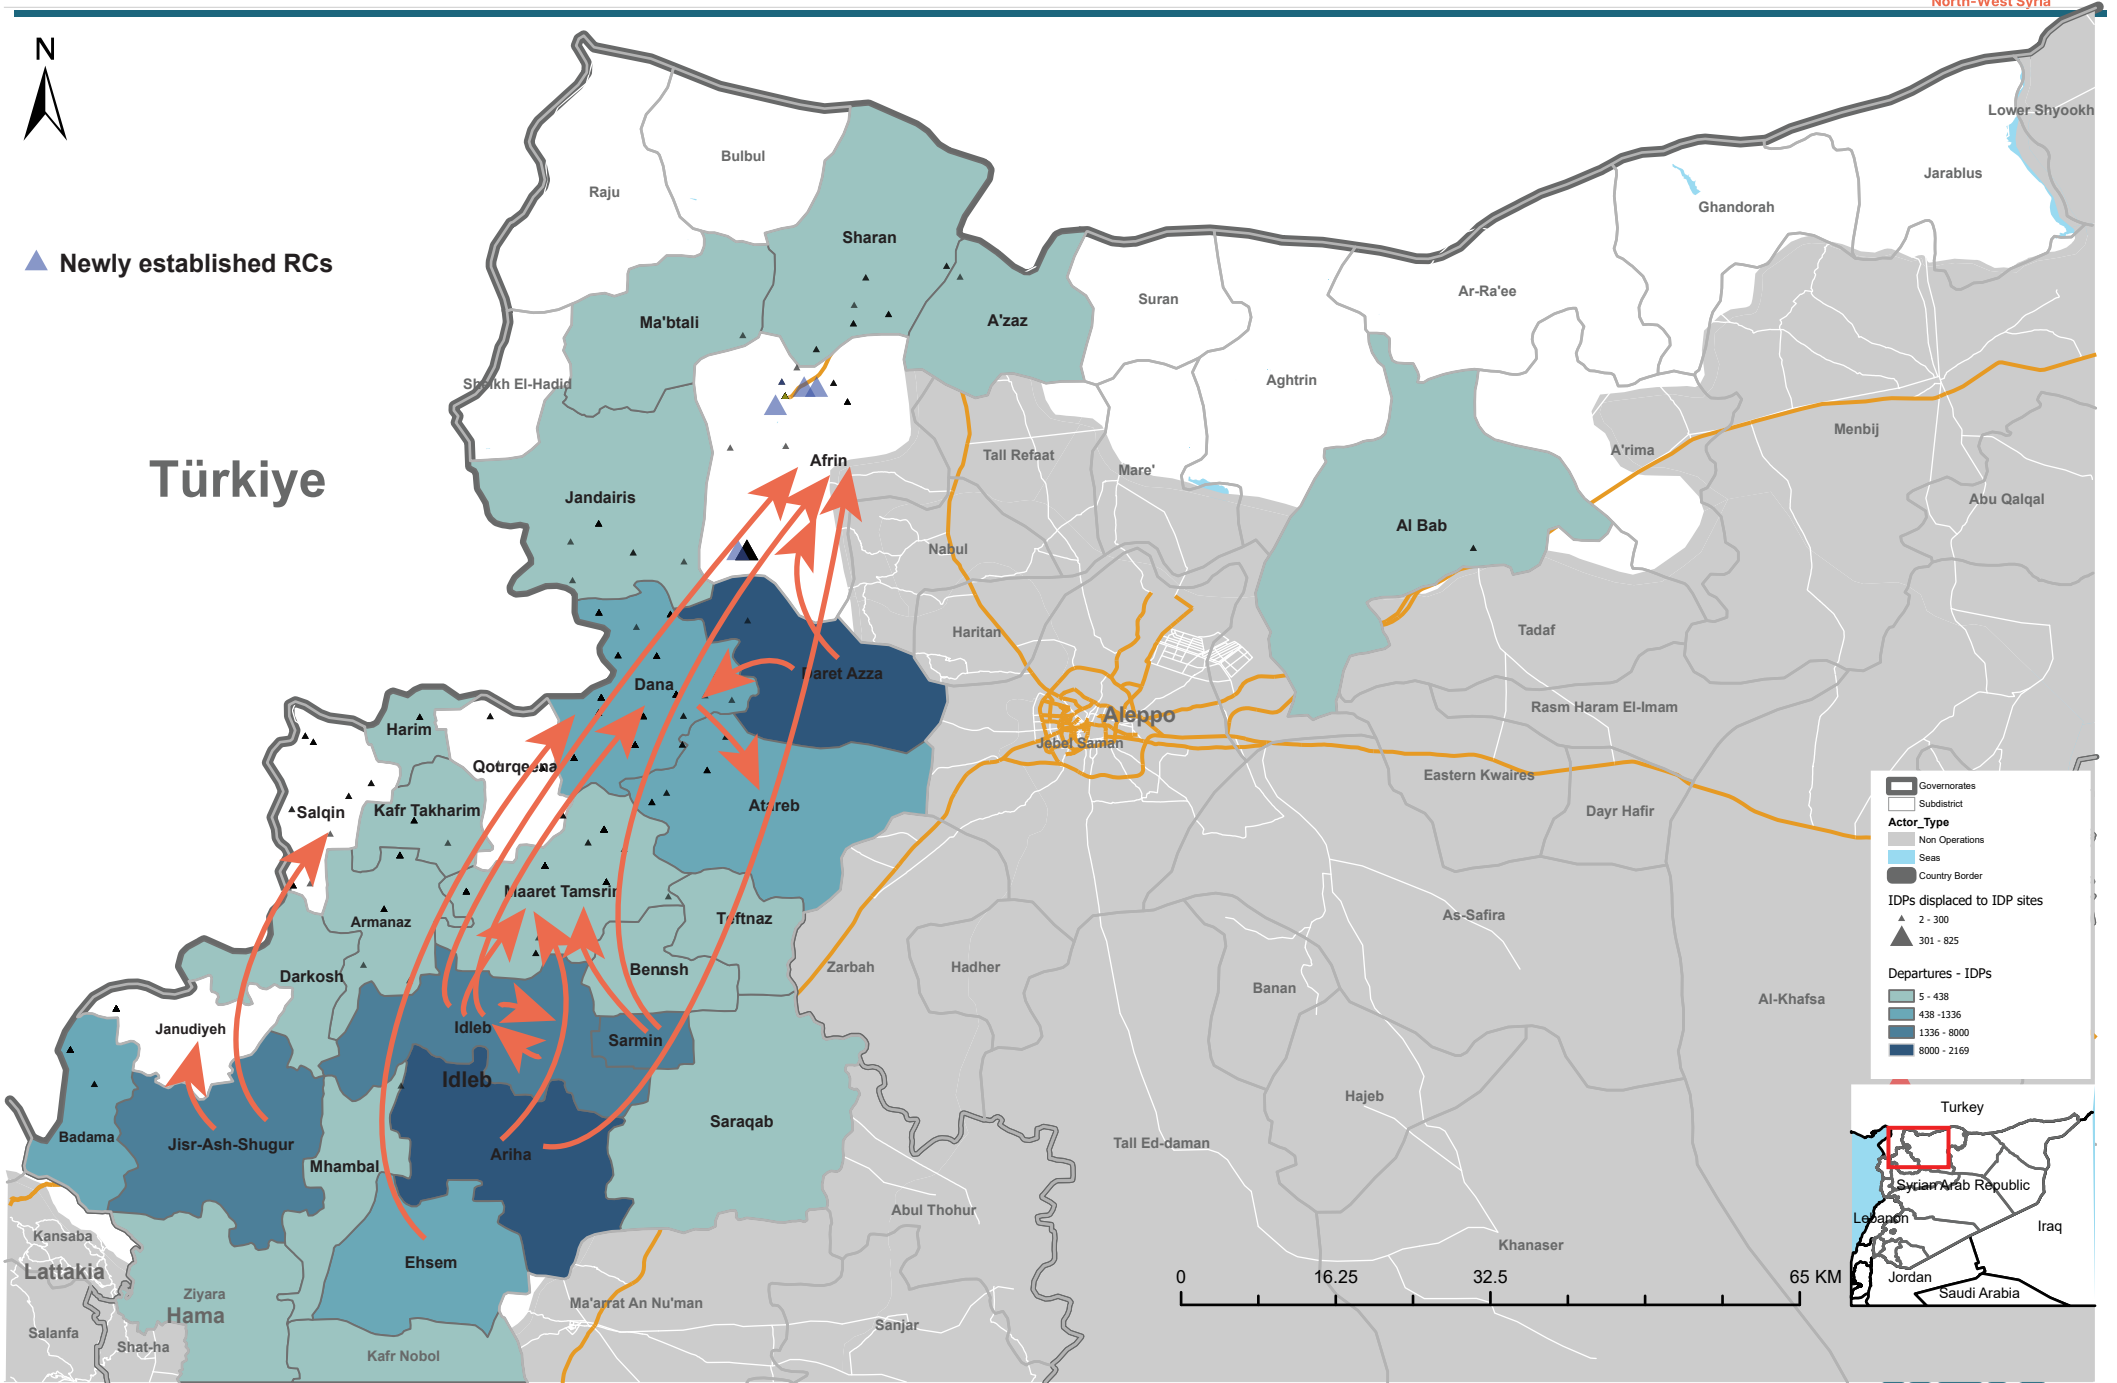 North-West Syria
N
Lower Shyookh
Bulbul
Jarablus
Raju
Ghandorah
Sharan
Newly established RCs
Ar-Ra'ee
Suran
Ma'btali
A'zaz
Sheikh El-Hadid
Aghtrin
Menbij
A'rima
Tall Refaat
Afrin
Mare'
Türkiye
Jandairis
Abu Qalqal
Al Bab
Nabul
Haritan
Tadaf
Daret Azza
Dana
Rasm Haram El-Imam
Aleppo
Harim
Jebel Saman
Qourqeena
Eastern Kwaires
Salqin
Kafr Takharim
Atareb
Dayr Hafir
Maaret Tamsrin
Armanaz
Teftnaz
As-Safira
Darkosh
Bennsh
Zarbah
Hadher
Banan
Al-Khafsa
Janudiyeh
Idleb
Sarmin
Idleb
Hajeb
Saraqab
Badama
Jisr-Ash-Shugur
Ariha
Mhambal
Tall Ed-daman
Abul Thohur
Kansaba
Ehsem
Khanaser
Lattakia
Ziyara
Hama
Ma'arrat An Nu'man
Sanjar
Salanfa
Shat-ha
Kafr Nobol
0
16.25
32.5
65 KM
Governorates
Subdistrict
Actor_Type
Non Operations
Seas
Country Border
IDPs displaced to IDP sites
2 - 300
301 - 825
Departures - IDPs
5 - 438
438 -1336
1336 - 8000
8000 - 2169
Turkey
Syrian Arab Republic
Lebanon
Iraq
Jordan
Saudi Arabia